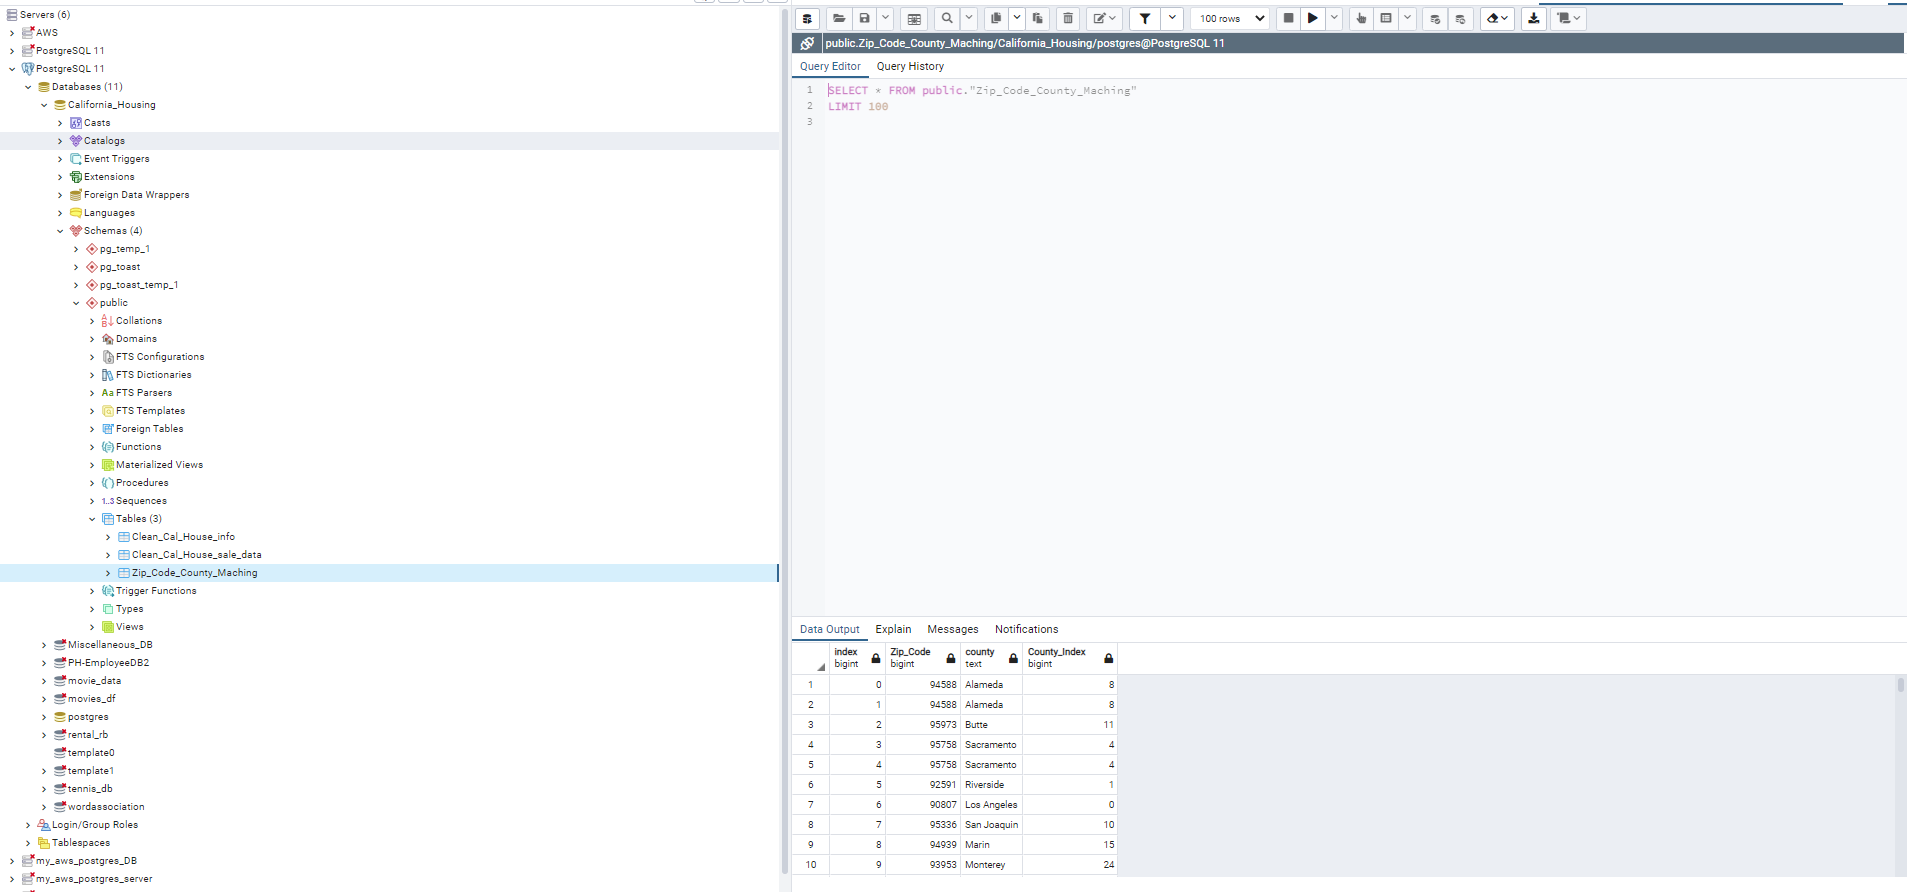 Servers (6)
AWS
PostgreSQL 11
PostgreSQL 11
Databases (11)
California_Housing
Casts
Catalogs
Event Triggers
Extensions
Foreign Data Wrappers
Languages
Schemas (4)
pg_temp_1
pg_toast
pg_toast_temp_1
public
Collations
Domains
FTS Configurations
FTS Dictionaries
Aa FTS Parsers
FTS Templates
Foreign Tables
Functions
Materialized Views
Procedures
1..3 Sequences
Tables (3)
Clean_Cal_House_info
Clean_Cal_House_sale_data
Zip_Code_County_Maching
Trigger Functions
Types
Views
Miscellaneous_DB
PH-EmployeeDB2
movie_data
movies_df
postgres
rental_rb
template0
template1
tennis_db
wordassociation
Login/Group Roles
Tablespaces
my_aws_postgres_DB
my_aws_postgres_server
100 rows
public.Zip_Code_County_Maching/California_Housing/postgres@PostgreSQL 11
Query Editor Query History
1 SELECT * FROM public."Zip_Code_County_Maching"
2 LIMIT 100
3
Data Output Explain Messages Notifications
index Zip_Code county County_Index
bigint bigint text bigint
1 0 94588 Alameda 8
2 1 94588 Alameda 8
3 2 95973 Butte 11
4 3 95758 Sacramento 4
5 4 95758 Sacramento 4
6 5 92591 Riverside 1
7 6 90807 Los Angeles 0
8 7 95336 San Joaquin 10
9 8 94939 Marin 15
10 9 93953 Monterey 24